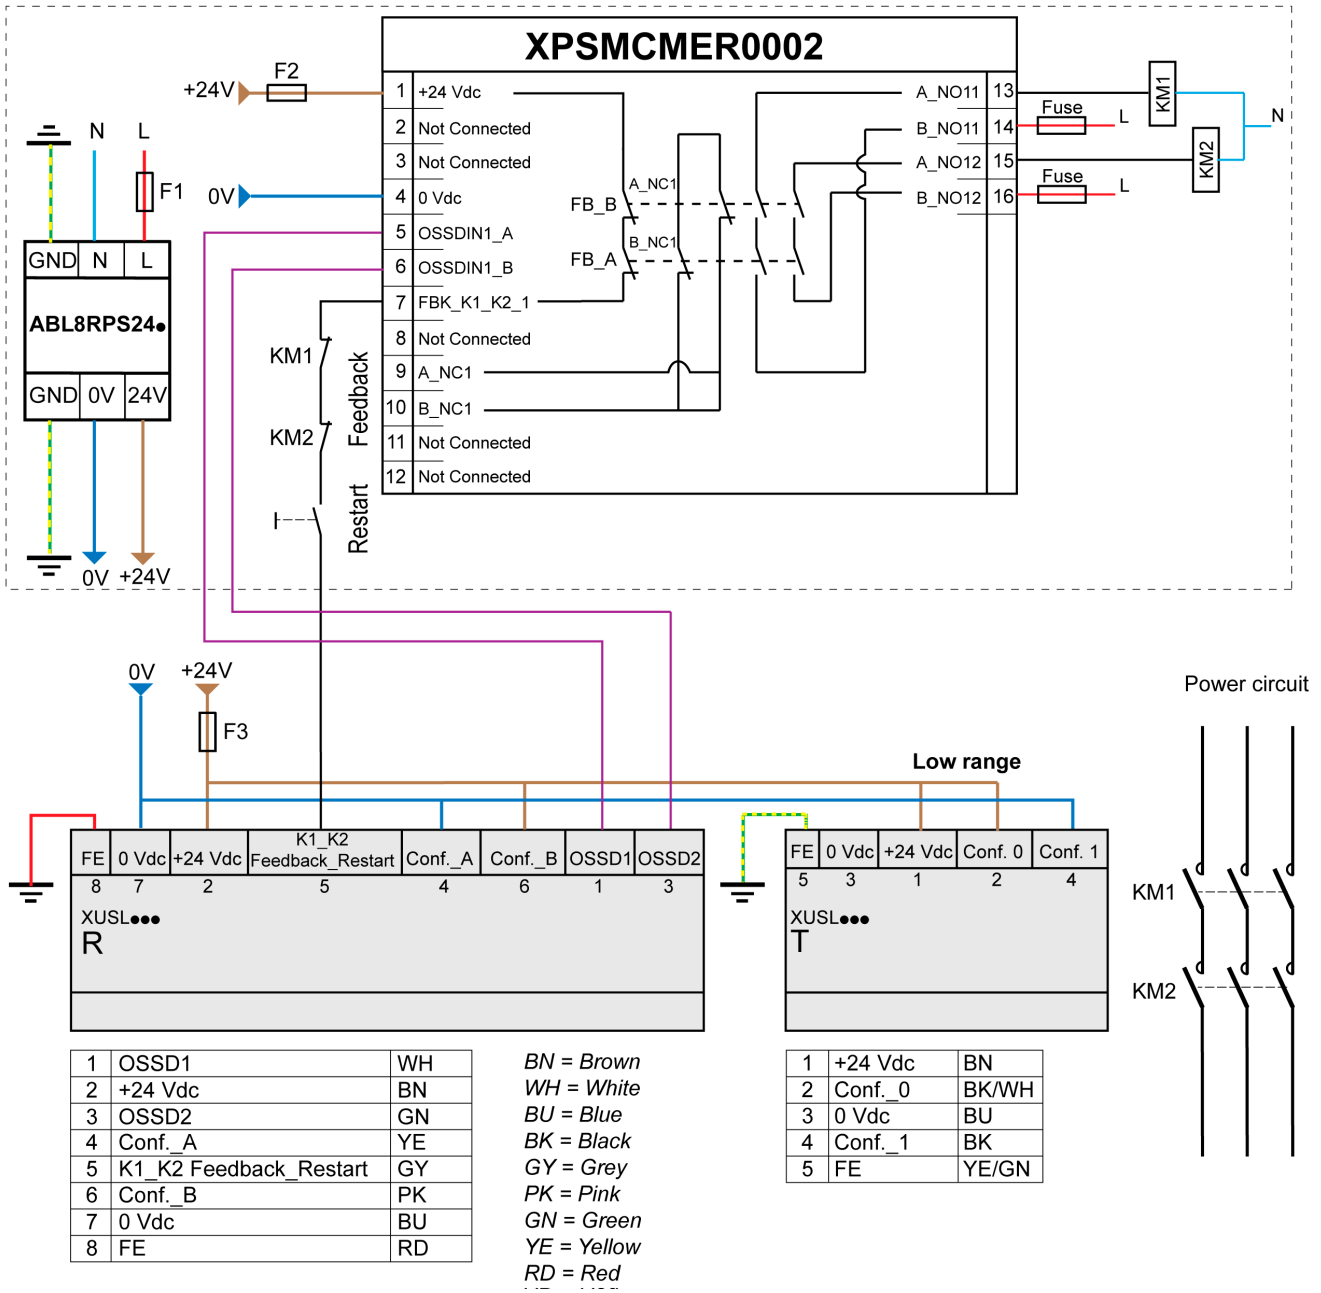 XPSMCMER0002
+24V
F2
1 +24 Vdc
2 Not Connected
3 Not Connected
4 0 Vdc
5 OSSDIN1_A
6 OSSDIN1_B
7 FBK_K1_K2_1
8 Not Connected
9 A_NC1
10 B_NC1
11 Not Connected
12 Not Connected
0V
FB_B
A_NC1
FB_A
B_NC1
A_NO11 13
B_NO11 14
A_NO12 15
B_NO12 16
Fuse
L
Fuse
L
KM1
KM2
N
N L
F1
GND N L
ABL8RPS24●
GND 0V 24V
0V +24V
KM1
KM2
Feedback
Restart
0V +24V
F3
Low range
Power circuit
FE 0 Vdc +24 Vdc K1_K2 Feedback_Restart Conf._A Conf._B OSSD1 OSSD2
8 7 2 5 4 6 1 3
XUSL●●●
R
FE 0 Vdc +24 Vdc Conf. 0 Conf. 1
5 3 1 2 4
XUSL●●●
T
KM1
KM2
1 OSSD1 WH
2 +24 Vdc BN
3 OSSD2 GN
4 Conf._A YE
5 K1_K2 Feedback_Restart GY
6 Conf._B PK
7 0 Vdc BU
8 FE RD
BN = Brown
WH = White
BU = Blue
BK = Black
GY = Grey
PK = Pink
GN = Green
YE = Yellow
RD = Red
1 +24 Vdc BN
2 Conf._0 BK/WH
3 0 Vdc BU
4 Conf._1 BK
5 FE YE/GN